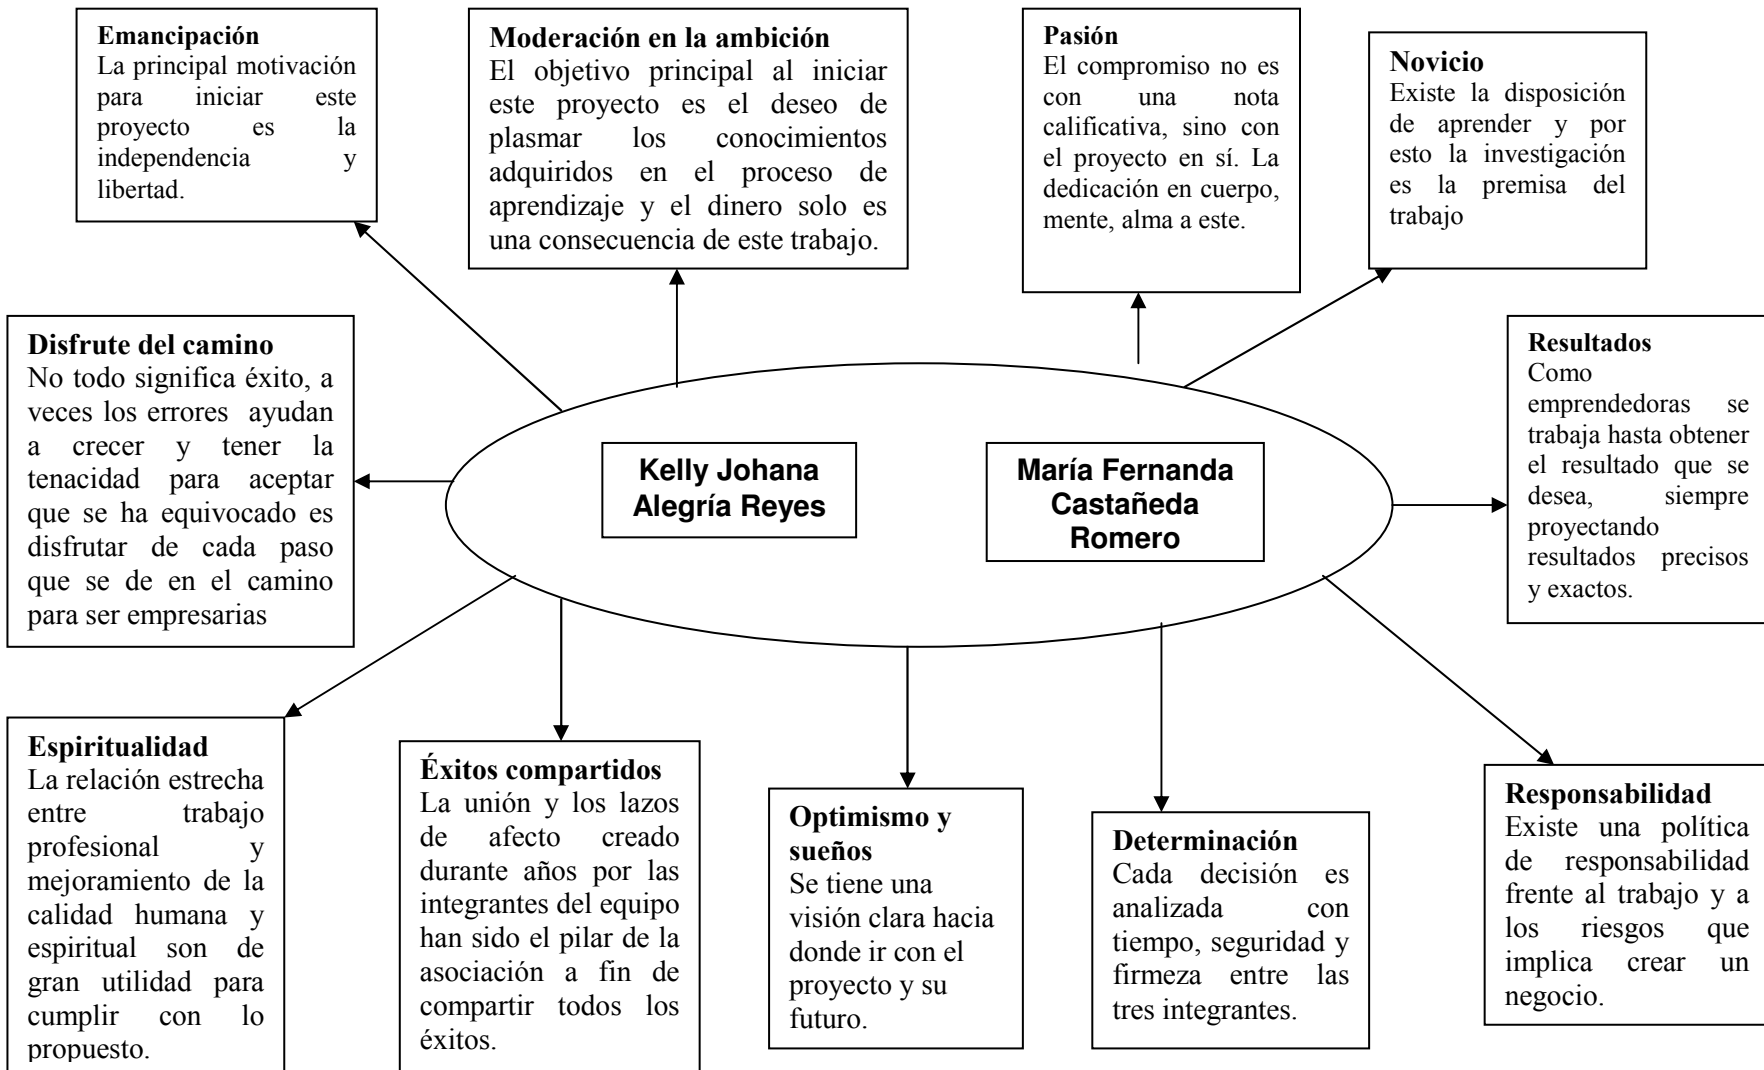 Emancipación
La principal motivación
para iniciar este
proyecto es la
independencia y
libertad.
Moderación en la ambición
El objetivo principal al iniciar
este proyecto es el deseo de
plasmar los conocimientos
adquiridos en el proceso de
aprendizaje y el dinero solo es
una consecuencia de este trabajo.
Pasión
El compromiso no es
con una nota
calificativa, sino con
el proyecto en sí. La
dedicación en cuerpo,
mente, alma a este.
Novicio
Existe la disposición
de aprender y por
esto la investigación
es la premisa del
trabajo
Disfrute del camino
No todo significa éxito, a
veces los errores ayudan
a crecer y tener la
tenacidad para aceptar
que se ha equivocado es
disfrutar de cada paso
que se de en el camino
para ser empresarias
Kelly Johana
Alegría Reyes
María Fernanda
Castañeda
Romero
Resultados
Como
emprendedoras se
trabaja hasta obtener
el resultado que se
desea, siempre
proyectando
resultados precisos
y exactos.
Espiritualidad
La relación estrecha
entre trabajo
profesional y
mejoramiento de la
calidad humana y
espiritual son de
gran utilidad para
cumplir con lo
propuesto.
Éxitos compartidos
La unión y los lazos
de afecto creado
durante años por las
integrantes del equipo
han sido el pilar de la
asociación a fin de
compartir todos los
éxitos.
Optimismo y
sueños
Se tiene una
visión clara hacia
donde ir con el
proyecto y su
futuro.
Determinación
Cada decisión es
analizada con
tiempo, seguridad y
firmeza entre las
tres integrantes.
Responsabilidad
Existe una política
de responsabilidad
frente al trabajo y a
los riesgos que
implica crear un
negocio.